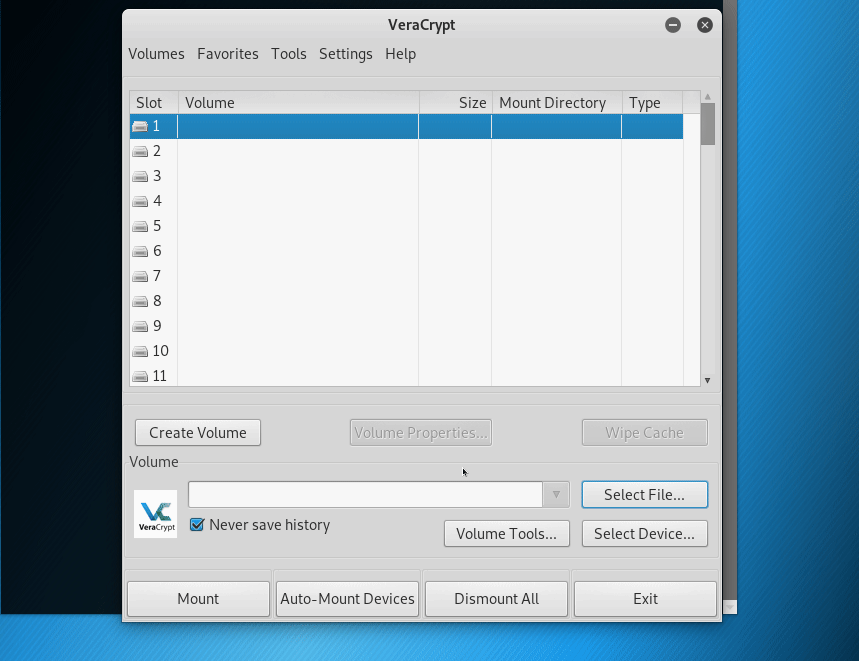 VeraCrypt
Volumes Favorites Tools Settings Help
Slot Volume Size Mount Directory Type
1
2
3
4
5
6
7
8
9
10
11
Create Volume Volume Properties... Wipe Cache
Volume
Select File...
VeraCrypt
Never save history
Volume Tools... Select Device...
Mount Auto-Mount Devices Dismount All Exit